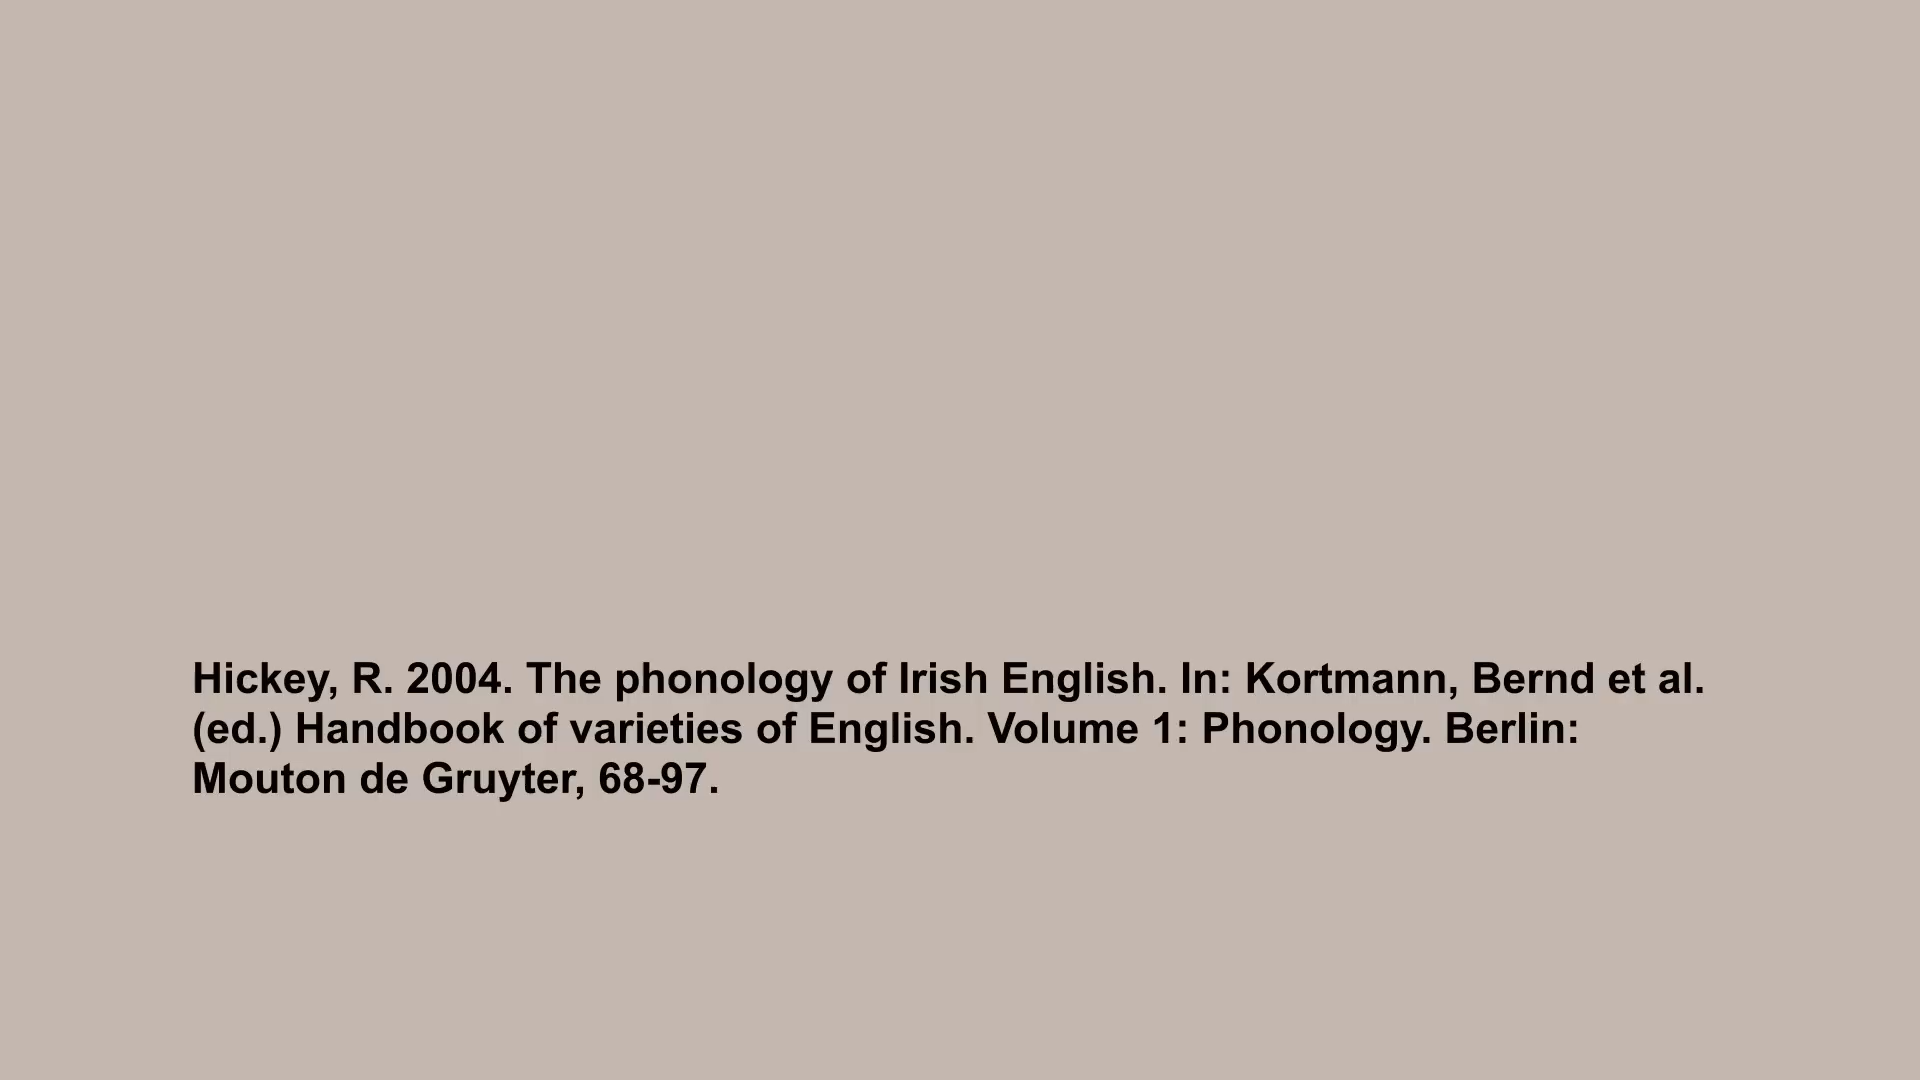 Hickey, R. 2004. The phonology of Irish English. In: Kortmann, Bernd et al.
(ed.) Handbook of varieties of English. Volume 1: Phonology. Berlin:
Mouton de Gruyter, 68-97.